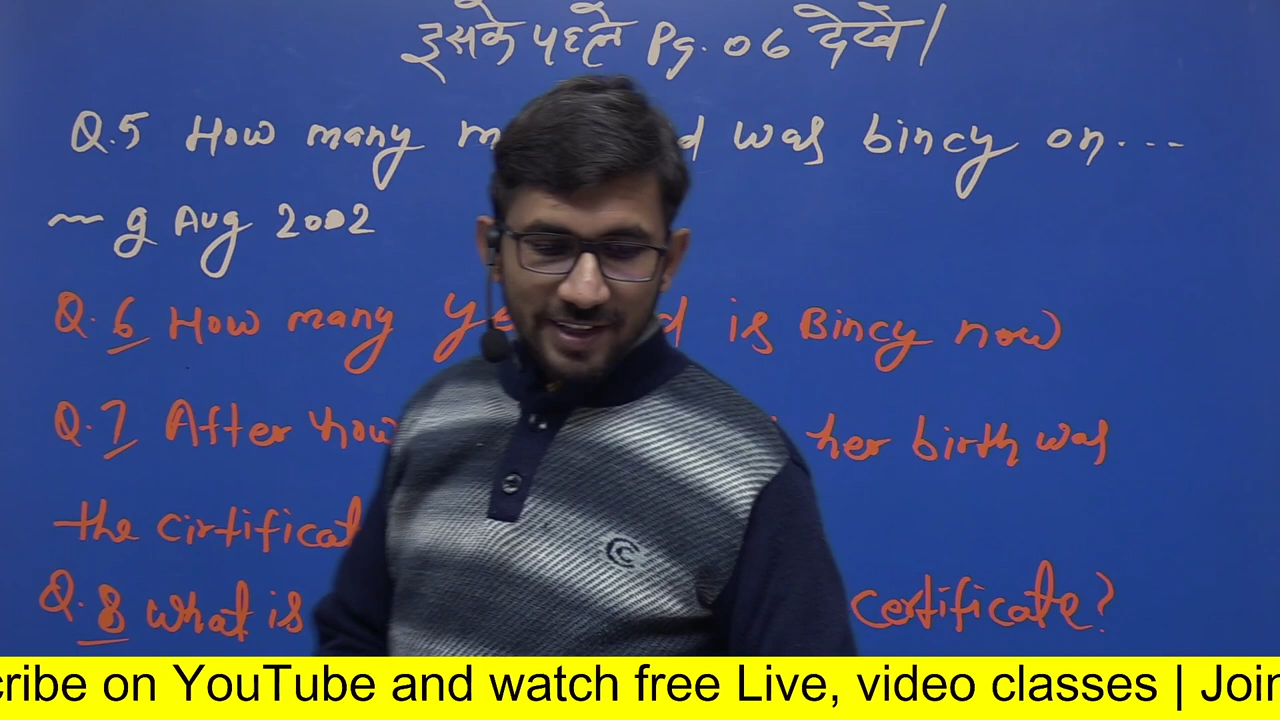 इसके पहले Pg. 06 देखें।
Q.5 How many was bincy on...
9 Aug 2002
Q.6 How many is Bincy now
Q.7 After how her birth was
the cirtificat
Q.8 What is certificate?
cribe on YouTube and watch free Live, video classes | Join